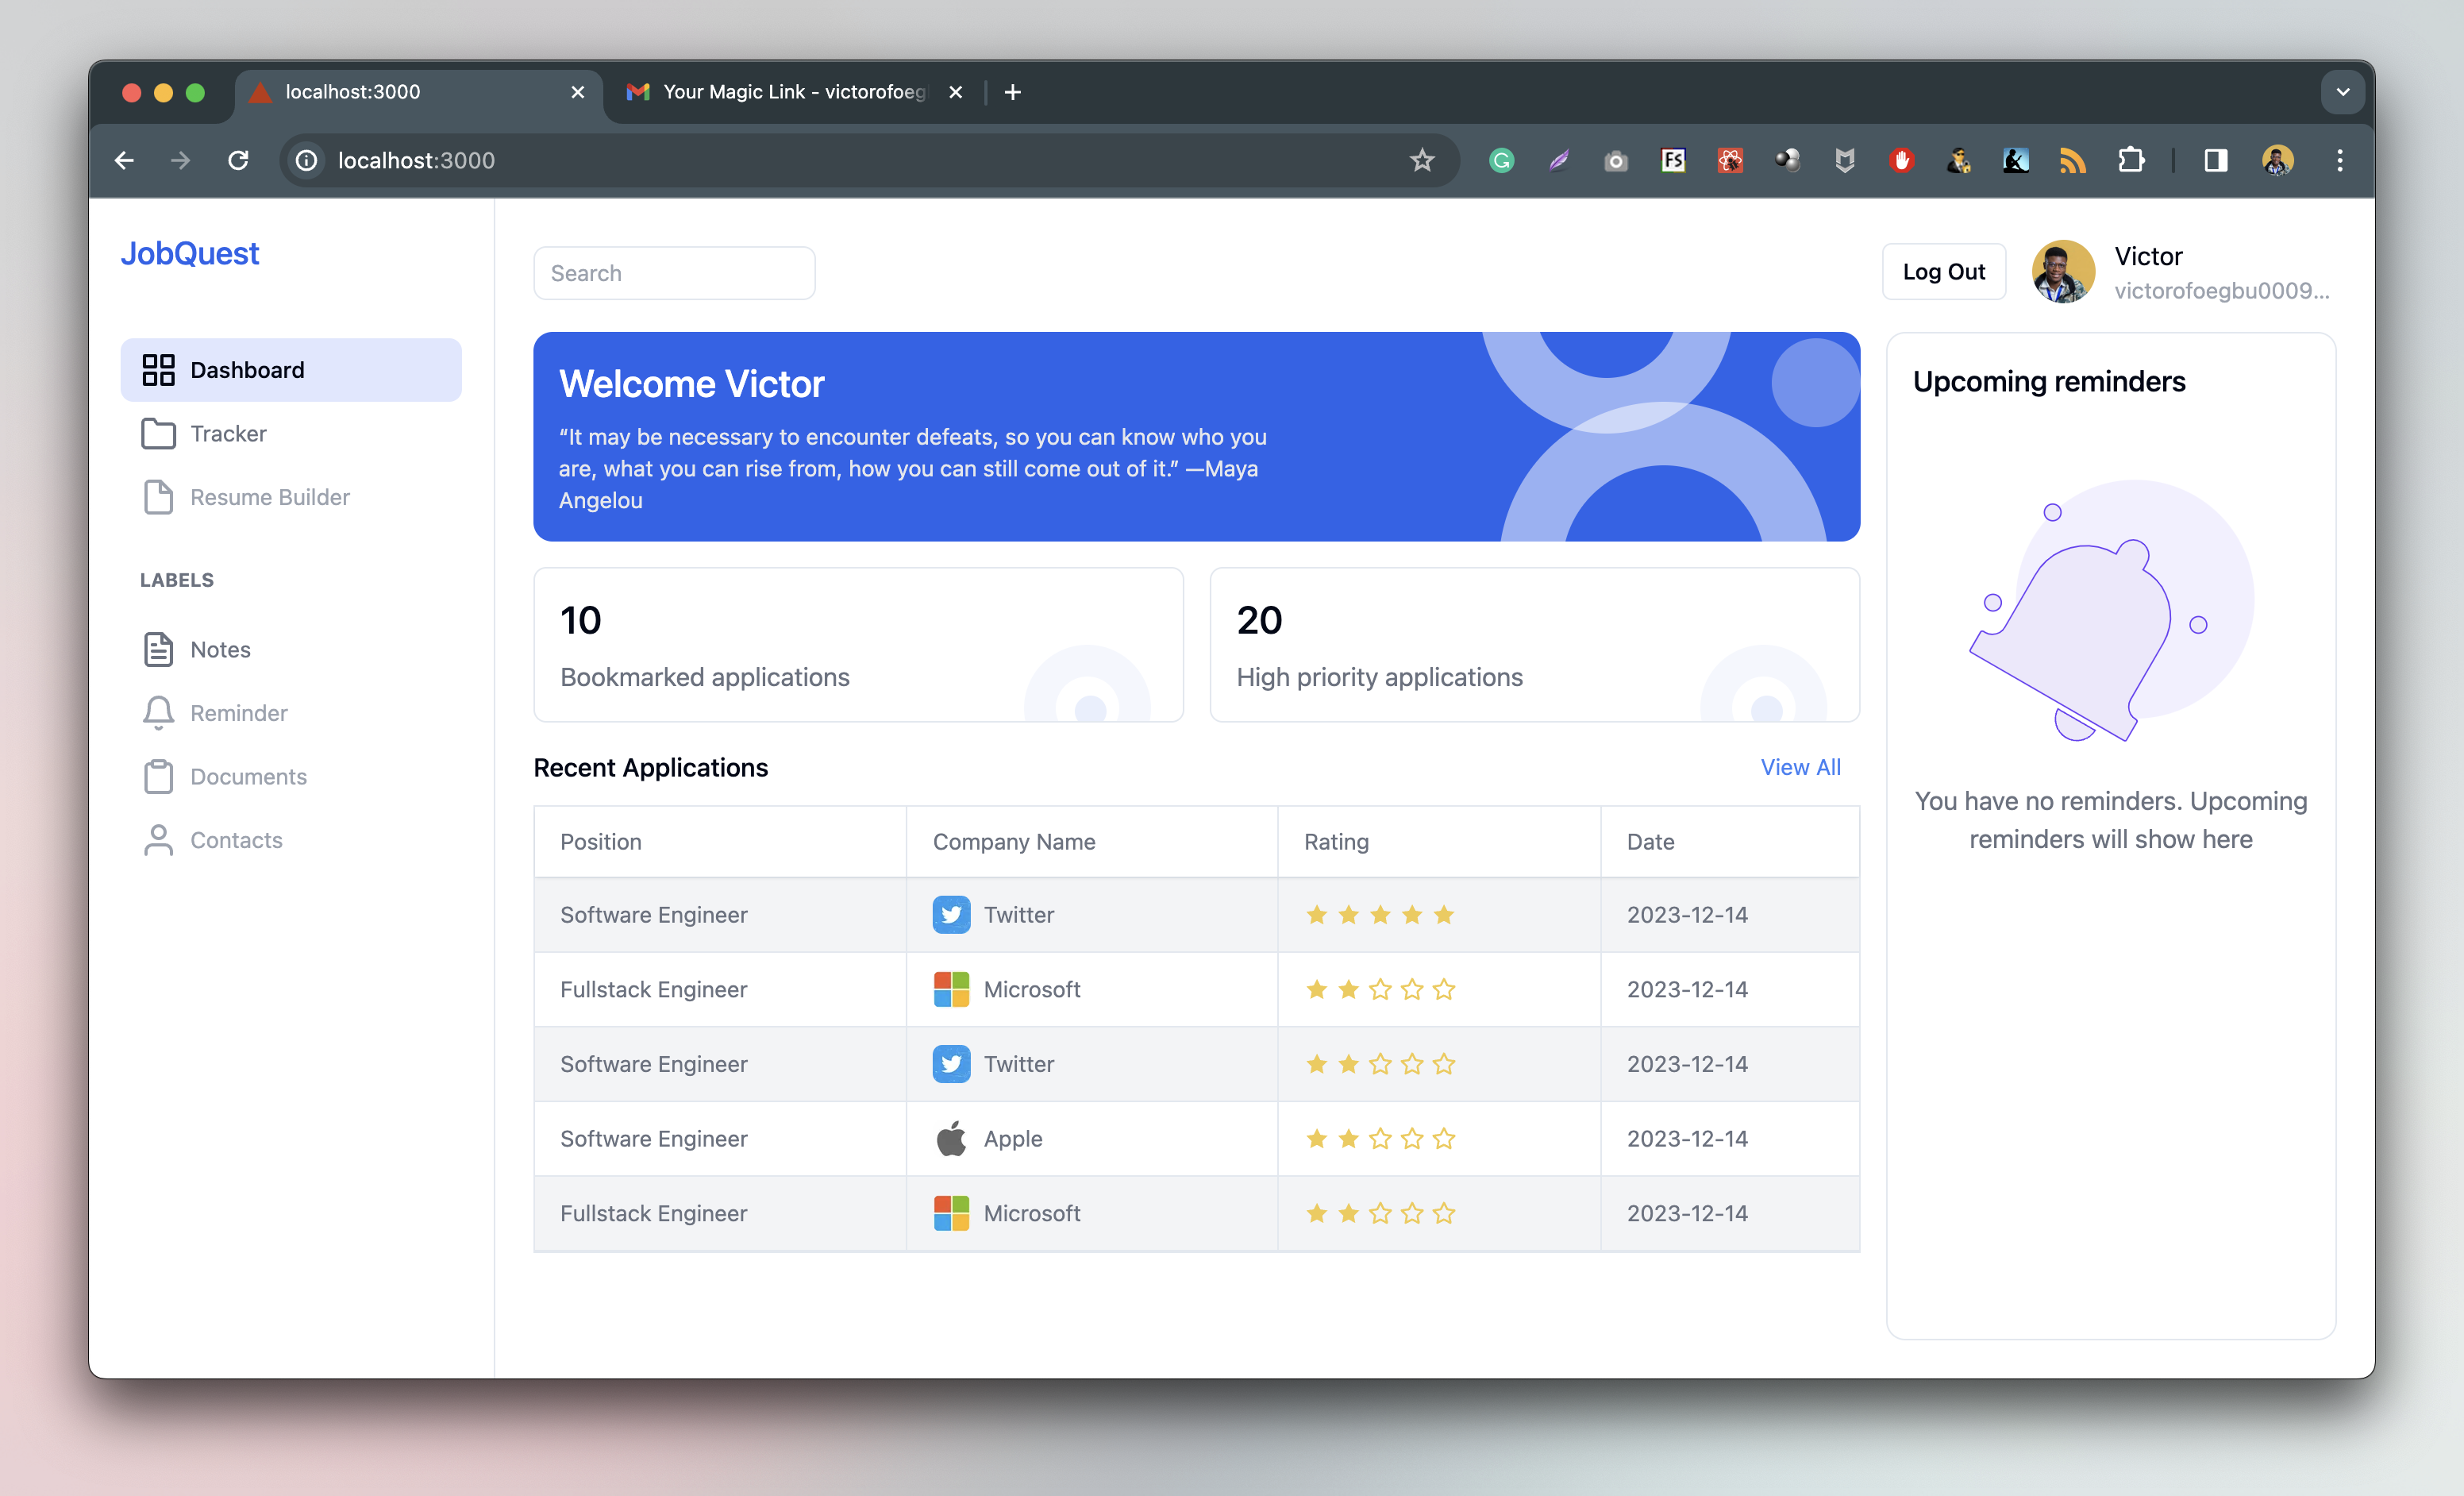 localhost:3000
Your Magic Link - victorofoeg
localhost:3000
FS
JobQuest
Search
Log Out
Victor
victorofoegbu0009...
Dashboard
Tracker
Resume Builder
LABELS
Notes
Reminder
Documents
Contacts
Welcome Victor
“It may be necessary to encounter defeats, so you can know who you
are, what you can rise from, how you can still come out of it.” —Maya
Angelou
10
Bookmarked applications
20
High priority applications
Recent Applications
View All
Position Company Name Rating Date
Software Engineer Twitter 2023-12-14
Fullstack Engineer Microsoft 2023-12-14
Software Engineer Twitter 2023-12-14
Software Engineer Apple 2023-12-14
Fullstack Engineer Microsoft 2023-12-14
Upcoming reminders
You have no reminders. Upcoming
reminders will show here